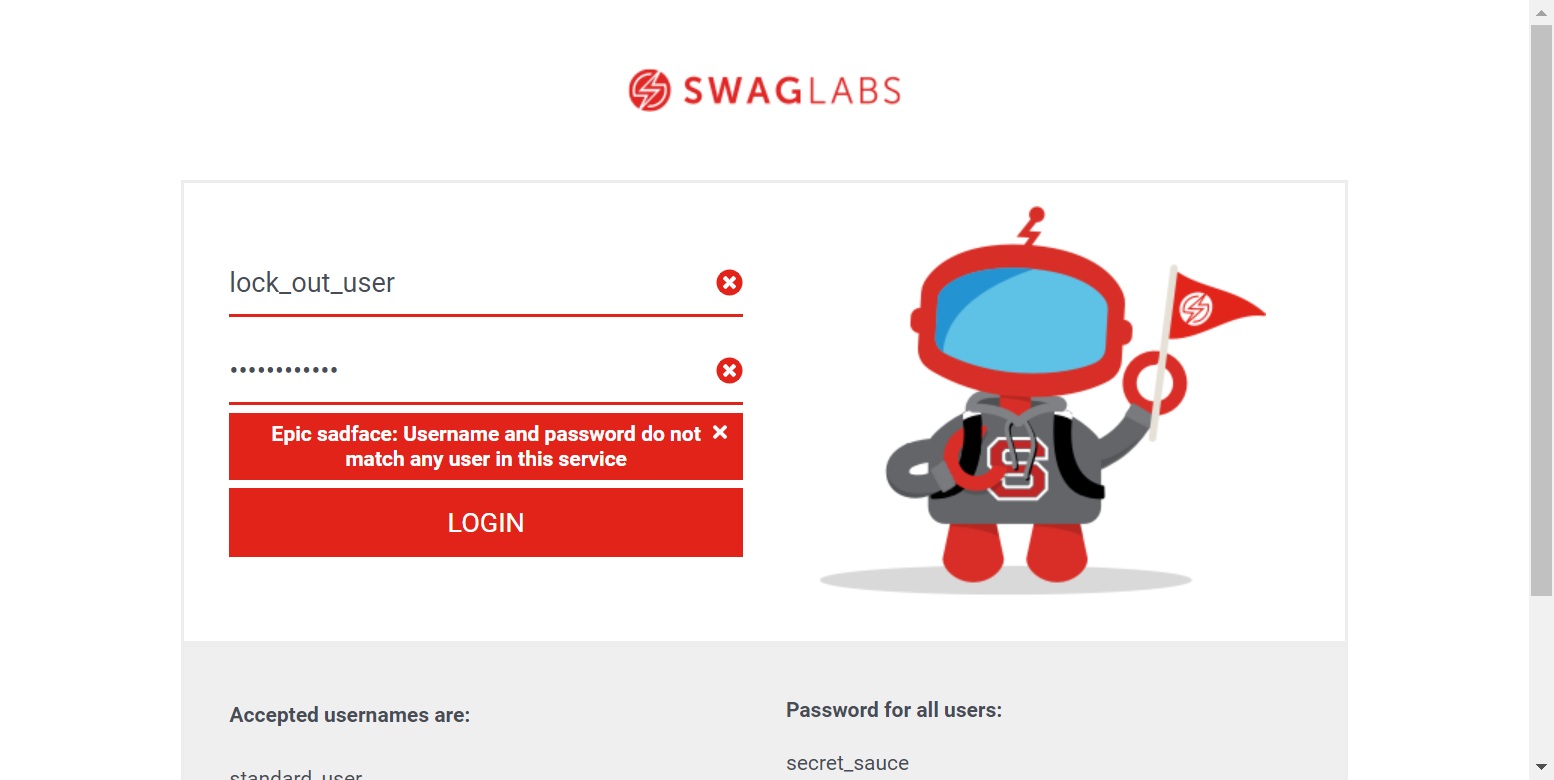 SWAGLABS
lock_out_user
••••••••••••
Epic sadface: Username and password do not
match any user in this service
LOGIN
S
Accepted usernames are:
standard_user
Password for all users:
secret_sauce